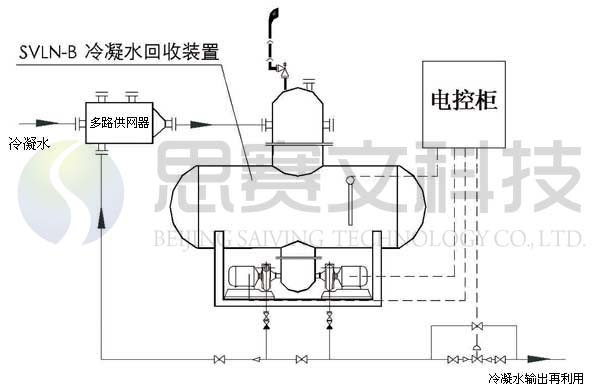 SVLN-B 冷凝水回收装置
电控柜
多路供网器
冷凝水
思赛文科技
BEIJING SAIVING TECHNOLOGY CO., LTD.
冷凝水输出再利用